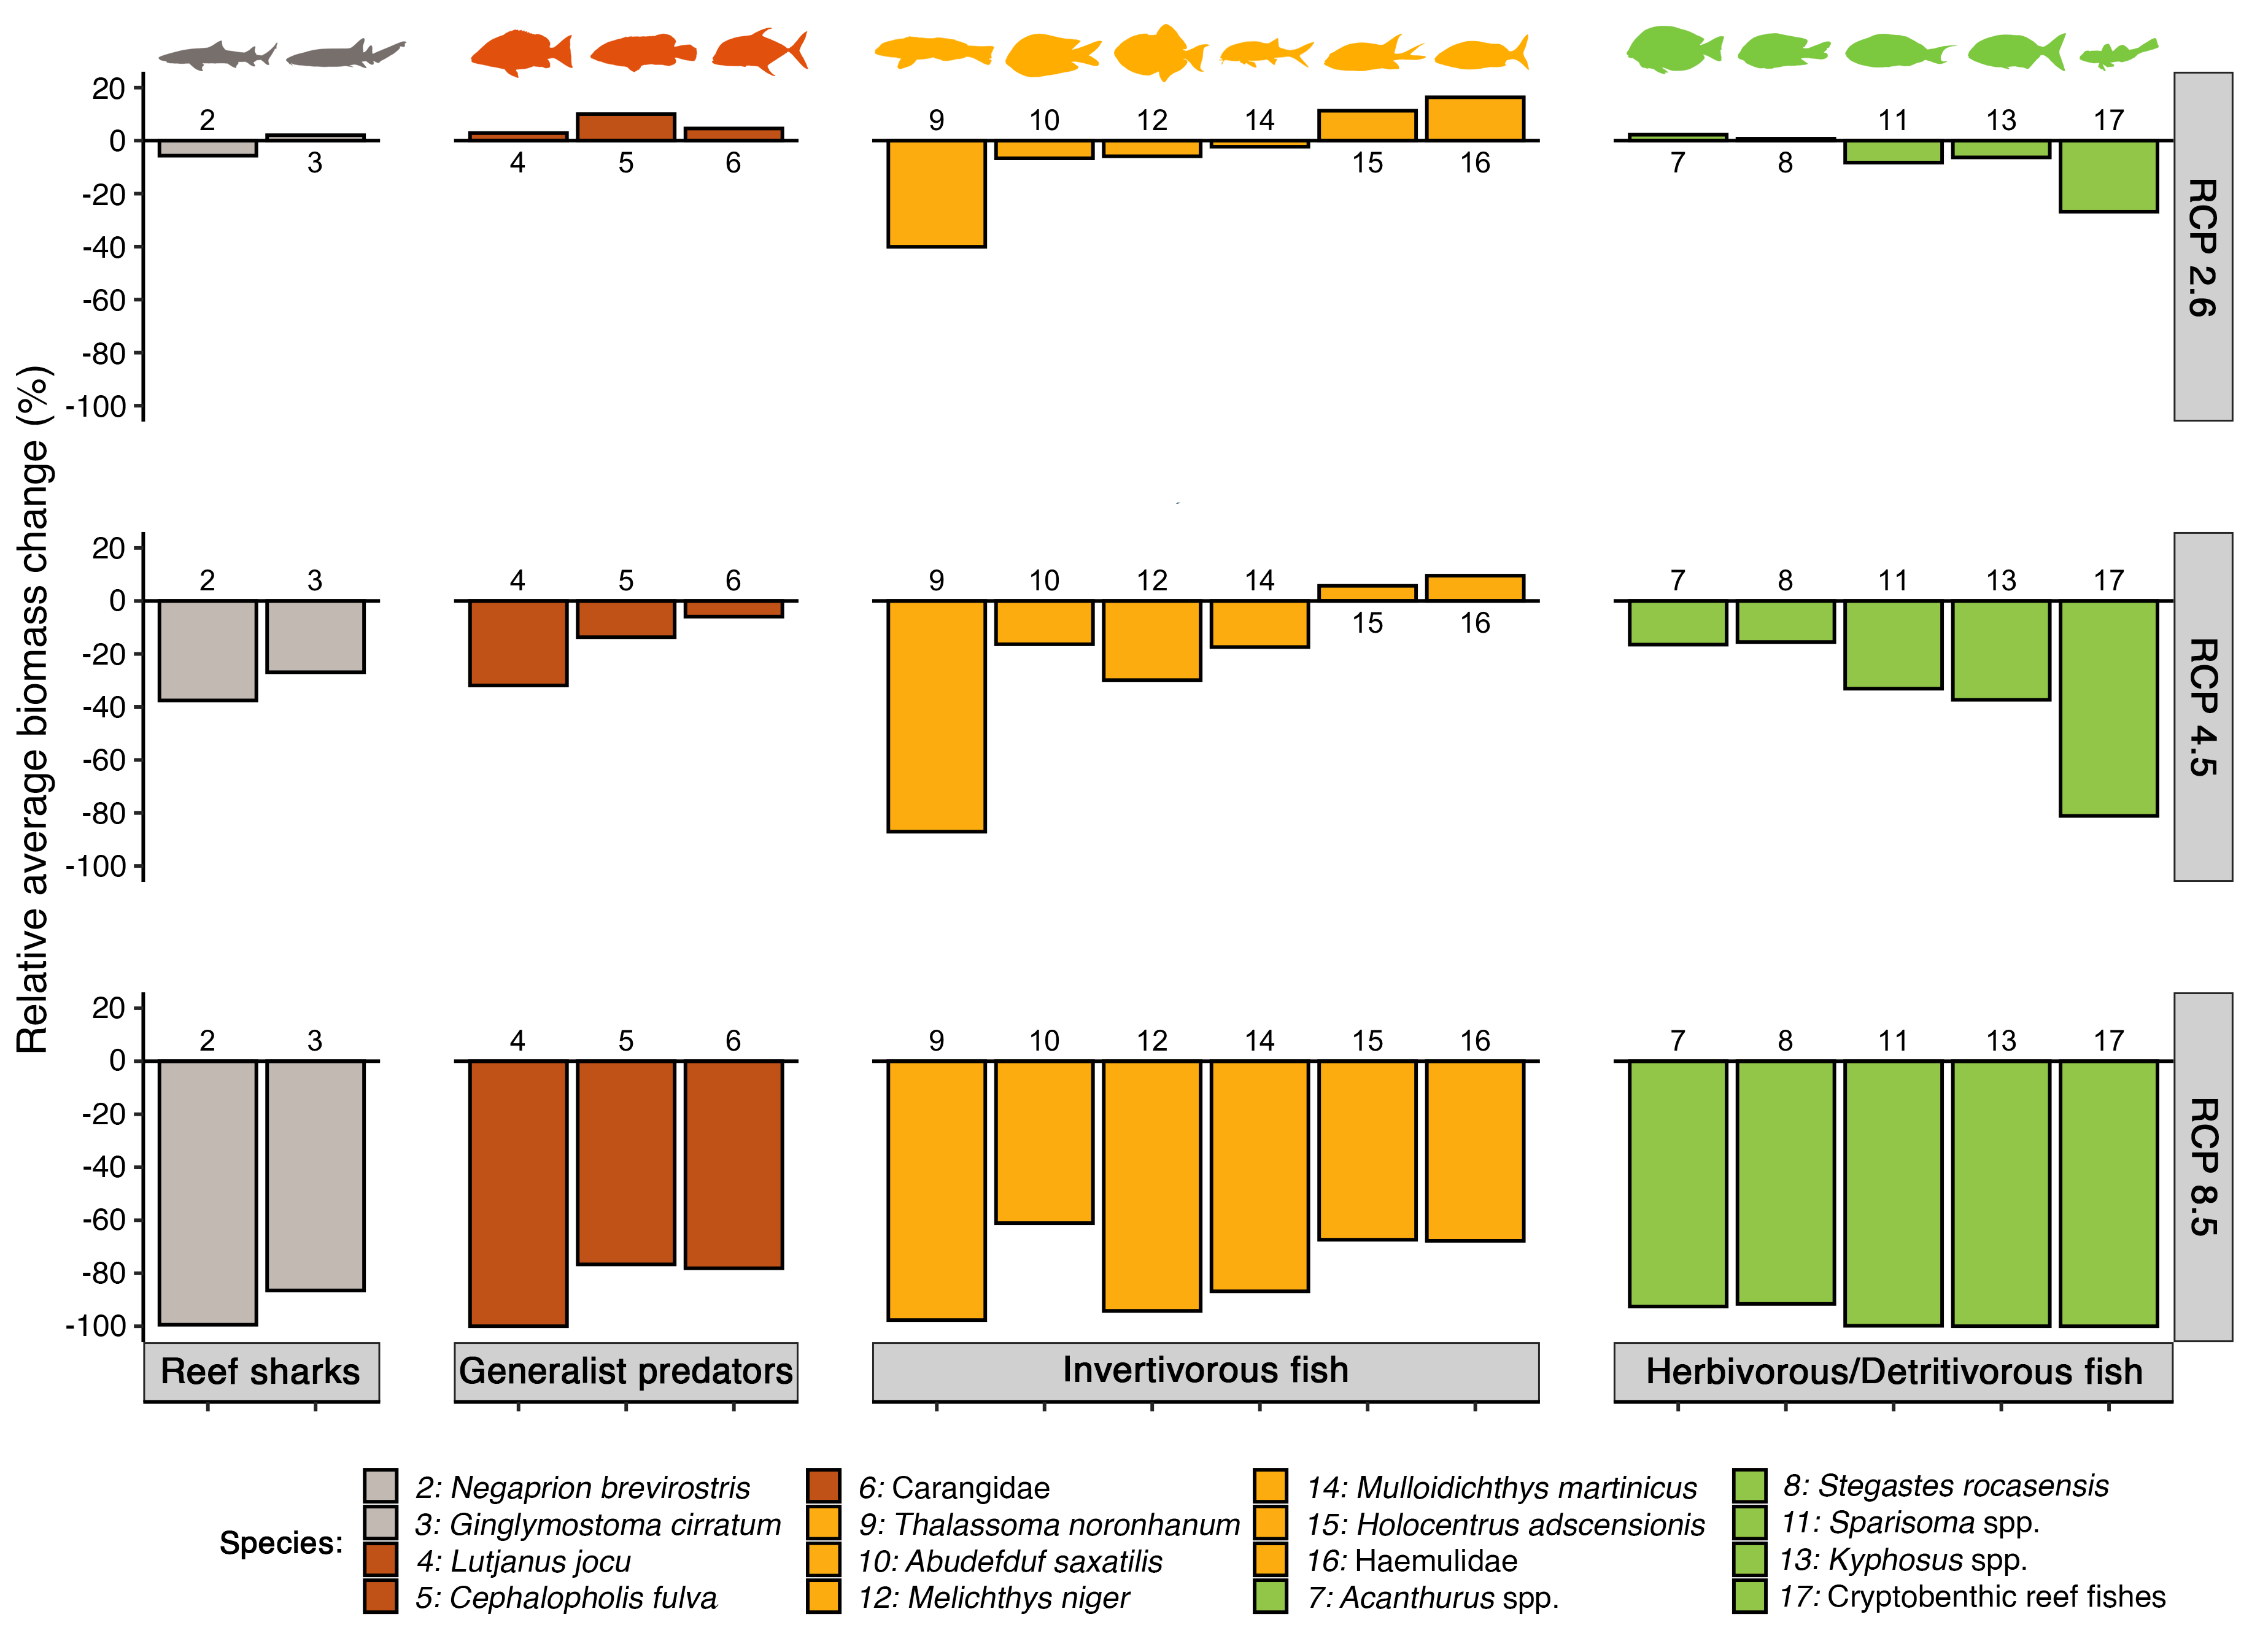 Relative average biomass change (%)
20
0
-20
-40
-60
-80
-100
2
3
4
5
6
9
10
12
14
15
16
7
8
11
13
17
RCP 2.6
20
0
-20
-40
-60
-80
-100
2
3
4
5
6
9
10
12
14
15
16
7
8
11
13
17
RCP 4.5
20
0
-20
-40
-60
-80
-100
2
3
4
5
6
9
10
12
14
15
16
7
8
11
13
17
RCP 8.5
Reef sharks
Generalist predators
Invertivorous fish
Herbivorous/Detritivorous fish
Species:
2: Negaprion brevirostris
3: Ginglymostoma cirratum
4: Lutjanus jocu
5: Cephalopholis fulva
6: Carangidae
9: Thalassoma noronhanum
10: Abudefduf saxatilis
12: Melichthys niger
14: Mulloidichthys martinicus
15: Holocentrus adscensionis
16: Haemulidae
7: Acanthurus spp.
8: Stegastes rocasensis
11: Sparisoma spp.
13: Kyphosus spp.
17: Cryptobenthic reef fishes